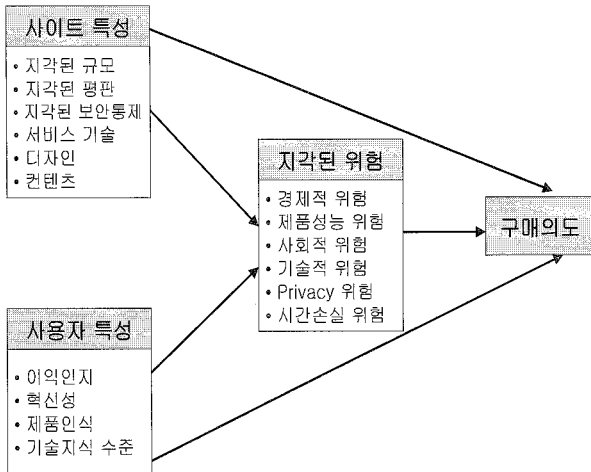 사이트 특성
• 지각된 규모
• 지각된 평판
• 지각된 보안통제
• 서비스 기술
• 디자인
• 컨텐츠
지각된 위험
• 경제적 위험
• 제품성능 위험
• 사회적 위험
• 기술적 위험
• Privacy 위험
• 시간손실 위험
구매의도
사용자 특성
• 이익인지
• 혁신성
• 제품인식
• 기술지식 수준